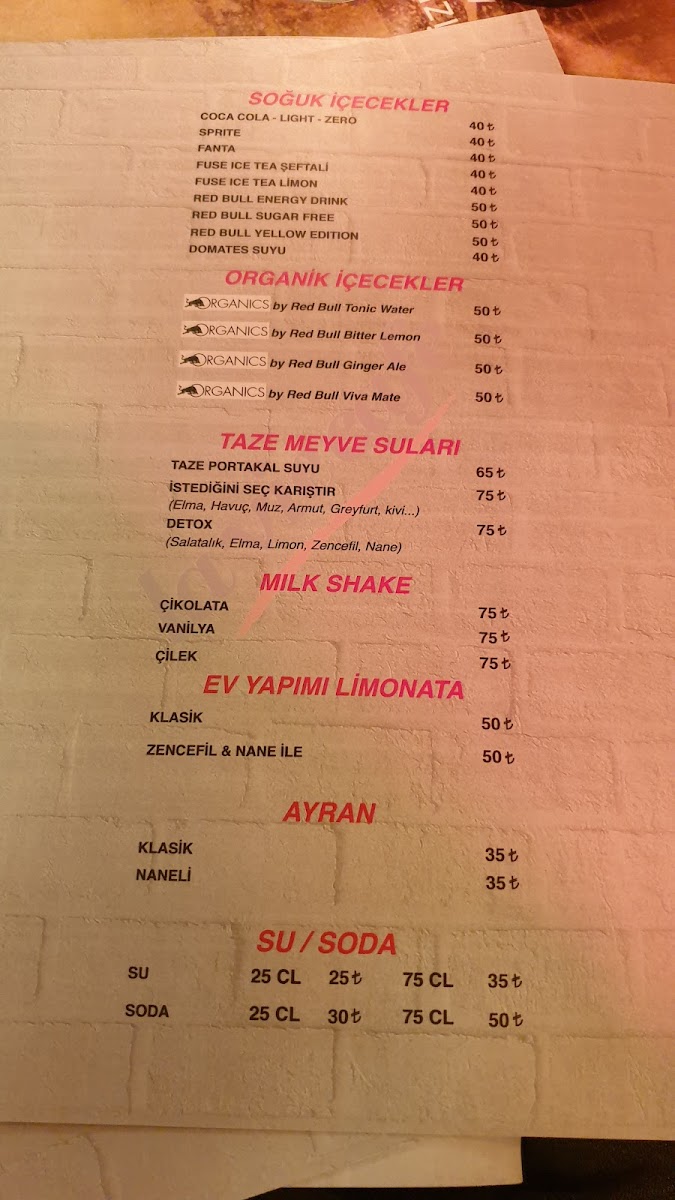 SOĞUK İÇECEKLER
COCA COLA - LIGHT - ZERO 40 ₺
SPRITE 40 ₺
FANTA 40 ₺
FUSE ICE TEA ŞEFTALİ 40 ₺
FUSE ICE TEA LİMON 40 ₺
RED BULL ENERGY DRINK 50 ₺
RED BULL SUGAR FREE 50 ₺
RED BULL YELLOW EDITION 50 ₺
DOMATES SUYU 40 ₺
ORGANİK İÇECEKLER
ORGANICS by Red Bull Tonic Water 50 ₺
ORGANICS by Red Bull Bitter Lemon 50 ₺
ORGANICS by Red Bull Ginger Ale 50 ₺
ORGANICS by Red Bull Viva Mate 50 ₺
TAZE MEYVE SULARI
TAZE PORTAKAL SUYU 65 ₺
İSTEDİĞİNİ SEÇ KARIŞTIR 75 ₺
(Elma, Havuç, Muz, Armut, Greyfurt, kivi...)
DETOX 75 ₺
(Salatalık, Elma, Limon, Zencefil, Nane)
MILK SHAKE
ÇİKOLATA 75 ₺
VANİLYA 75 ₺
ÇİLEK 75 ₺
EV YAPIMI LİMONATA
KLASİK 50 ₺
ZENCEFİL & NANE İLE 50 ₺
AYRAN
KLASİK 35 ₺
NANELİ 35 ₺
SU / SODA
SU 25 CL 25 ₺ 75 CL 35 ₺
SODA 25 CL 30 ₺ 75 CL 50 ₺